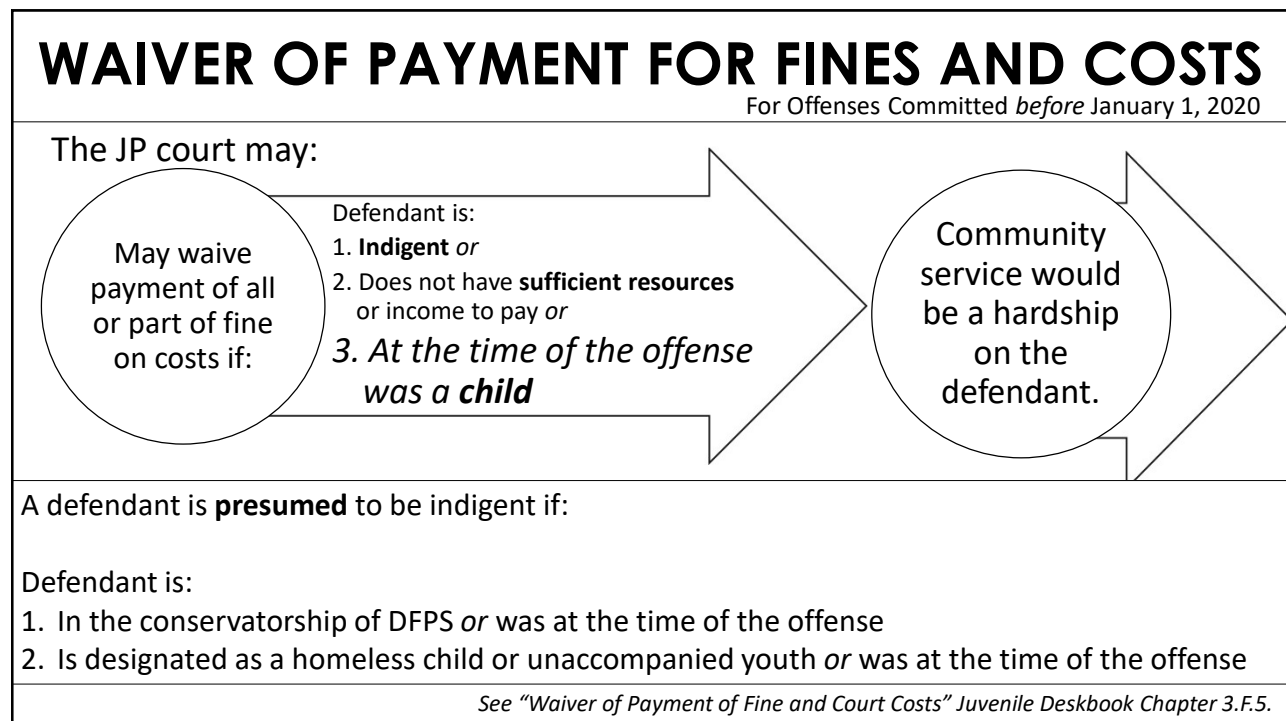 WAIVER OF PAYMENT FOR FINES AND COSTS
For Offenses Committed before January 1, 2020
The JP court may:
May waive
payment of all
or part of fine
on costs if:
Defendant is:
1. Indigent or
2. Does not have sufficient resources
or income to pay or
3. At the time of the offense
was a child
Community
service would
be a hardship
on the
defendant.
A defendant is presumed to be indigent if:
Defendant is:
1. In the conservatorship of DFPS or was at the time of the offense
2. Is designated as a homeless child or unaccompanied youth or was at the time of the offense
See “Waiver of Payment of Fine and Court Costs” Juvenile Deskbook Chapter 3.F.5.